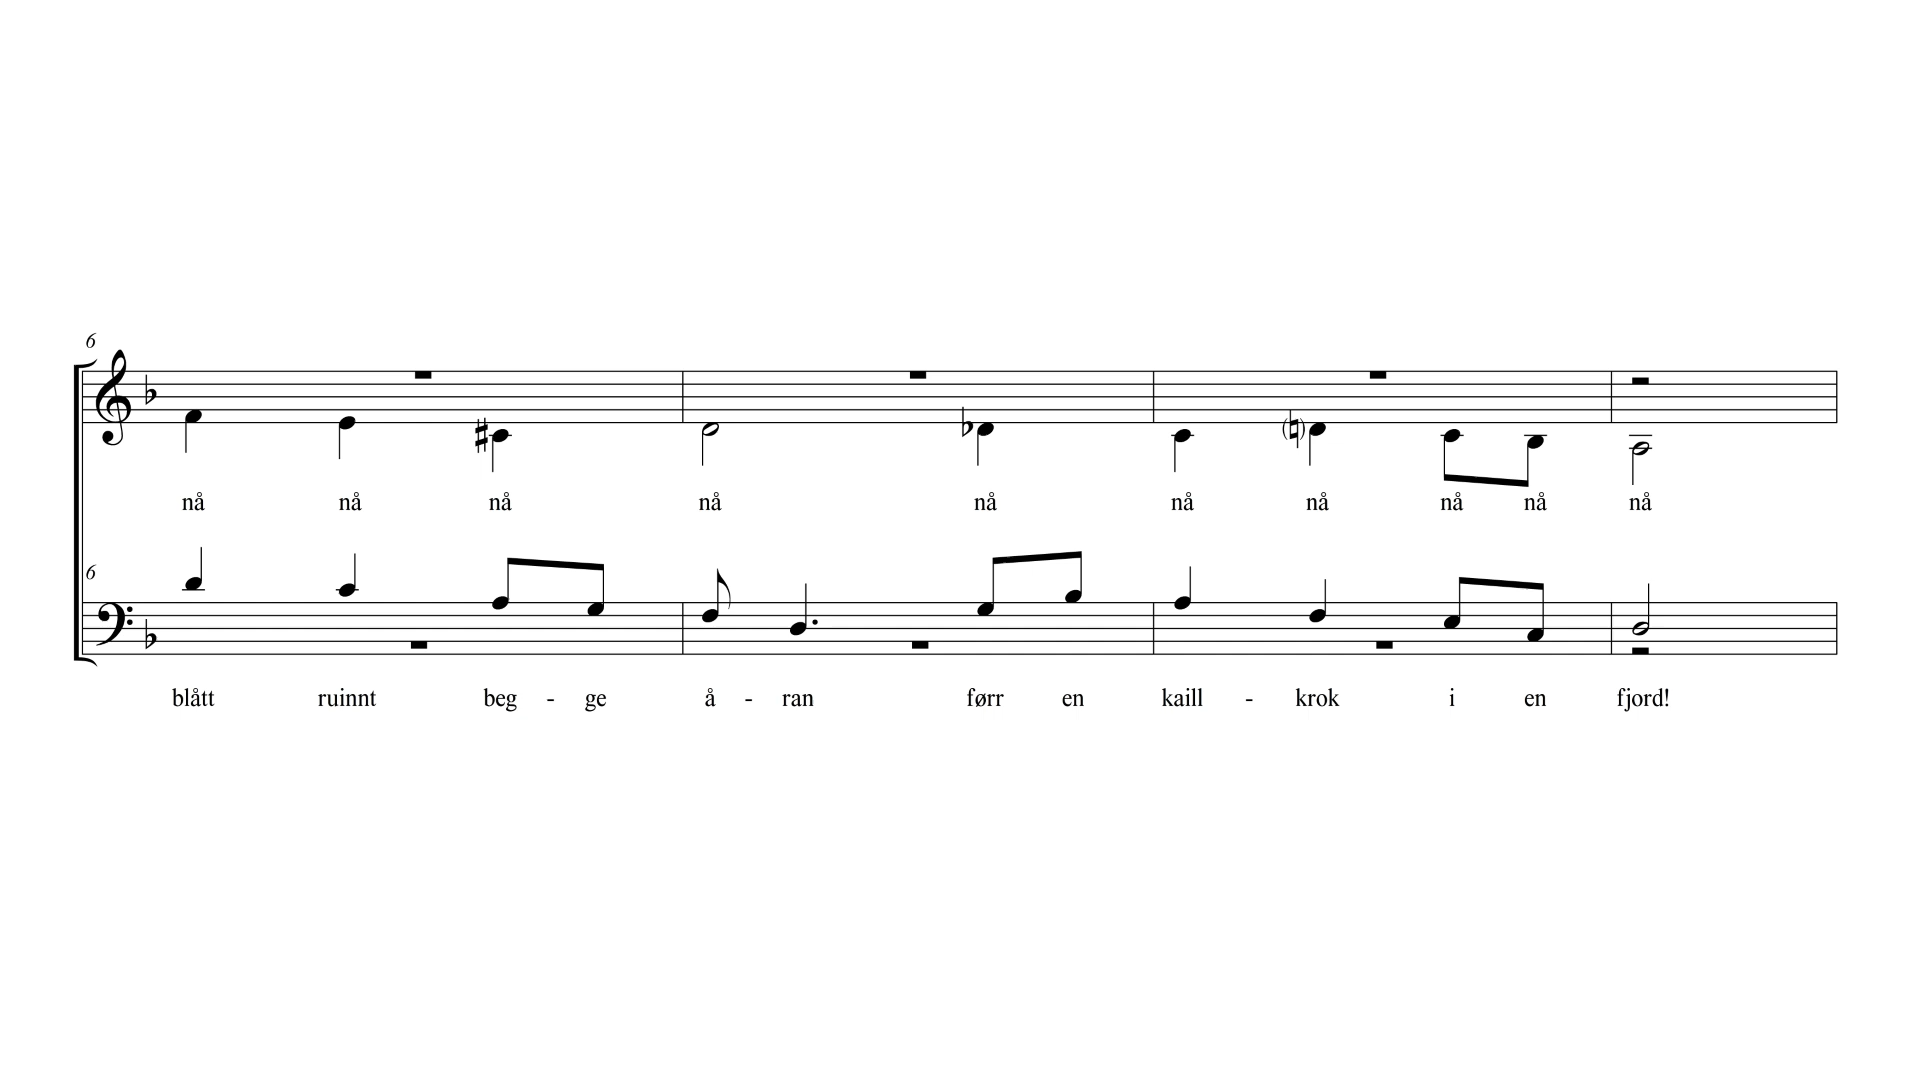 6
nå nå nå nå nå nå nå nå nå nå
6
blått ruinnt beg - ge å - ran førr en kaill - krok i en fjord!